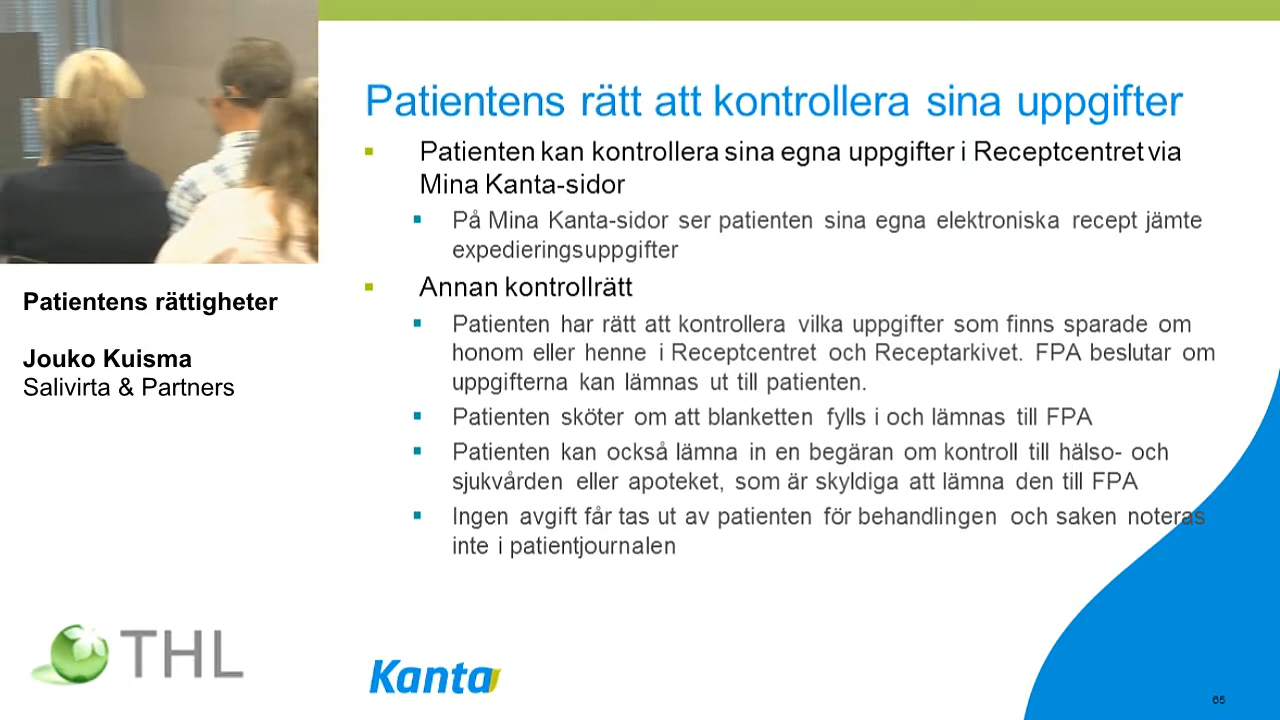 Patientens rätt att kontrollera sina uppgifter
Patienten kan kontrollera sina egna uppgifter i Receptcentret via
Mina Kanta-sidor
På Mina Kanta-sidor ser patienten sina egna elektroniska recept jämte
expedieringsuppgifter
Annan kontrollrätt
Patienten har rätt att kontrollera vilka uppgifter som finns sparade om
honom eller henne i Receptcentret och Receptarkivet. FPA beslutar om
uppgifterna kan lämnas ut till patienten.
Patienten sköter om att blanketten fylls i och lämnas till FPA
Patienten kan också lämna in en begäran om kontroll till hälso- och
sjukvården eller apoteket, som är skyldiga att lämna den till FPA
Ingen avgift får tas ut av patienten för behandlingen och saken noteras
inte i patientjournalen
Patientens rättigheter
Jouko Kuisma
Salivirta & Partners
THL
Kanta
65